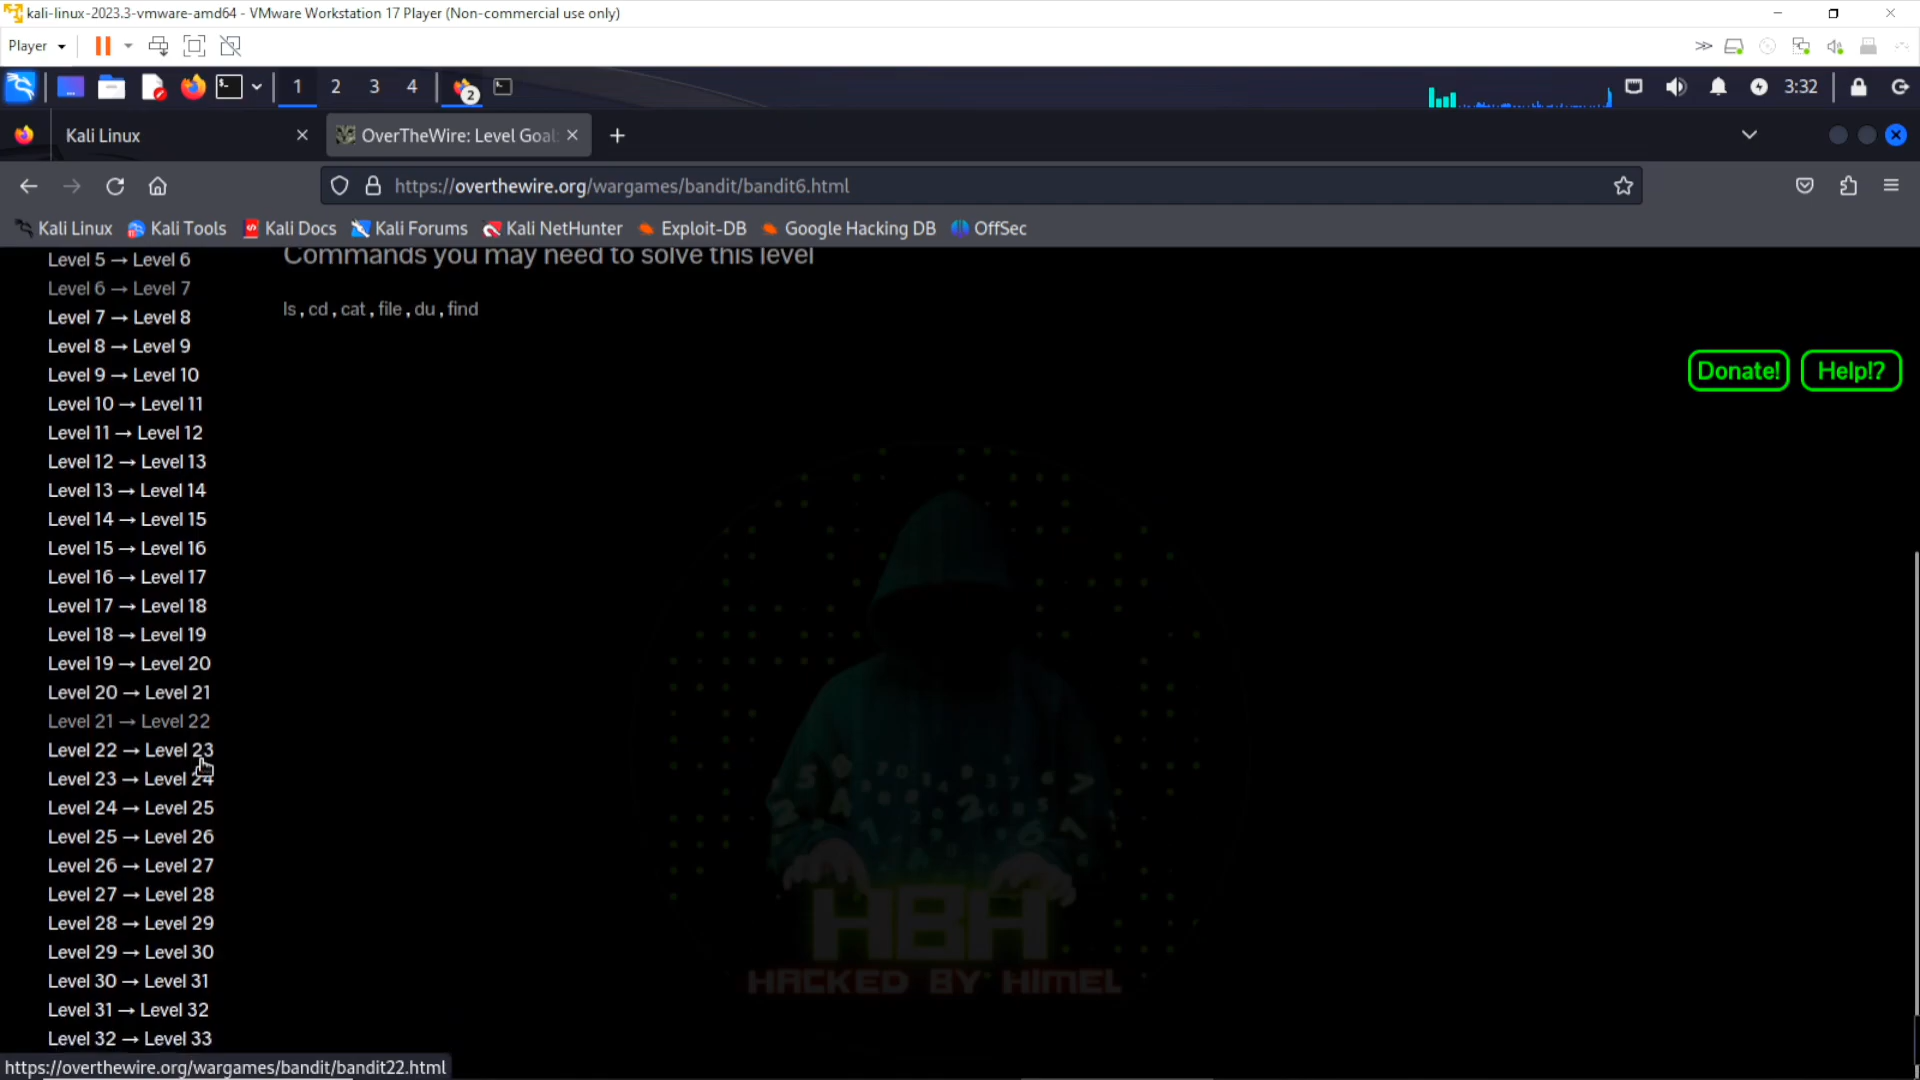 kali-linux-2023.3-vmware-amd64 - VMware Workstation 17 Player (Non-commercial use only)
Player
1 2 3 4 2 3:32
Kali Linux
OverTheWire: Level Goal
https://overthewire.org/wargames/bandit/bandit6.html
Kali Linux Kali Tools Kali Docs Kali Forums Kali NetHunter Exploit-DB Google Hacking DB OffSec
Commands you may need to solve this level
ls , cd , cat , file , du , find
Donate! Help!?
Level 5 → Level 6
Level 6 → Level 7
Level 7 → Level 8
Level 8 → Level 9
Level 9 → Level 10
Level 10 → Level 11
Level 11 → Level 12
Level 12 → Level 13
Level 13 → Level 14
Level 14 → Level 15
Level 15 → Level 16
Level 16 → Level 17
Level 17 → Level 18
Level 18 → Level 19
Level 19 → Level 20
Level 20 → Level 21
Level 21 → Level 22
Level 22 → Level 23
Level 23 → Level 24
Level 24 → Level 25
Level 25 → Level 26
Level 26 → Level 27
Level 27 → Level 28
Level 28 → Level 29
Level 29 → Level 30
Level 30 → Level 31
Level 31 → Level 32
Level 32 → Level 33
HBH
HACKED BY HIMEL
https://overthewire.org/wargames/bandit/bandit22.html